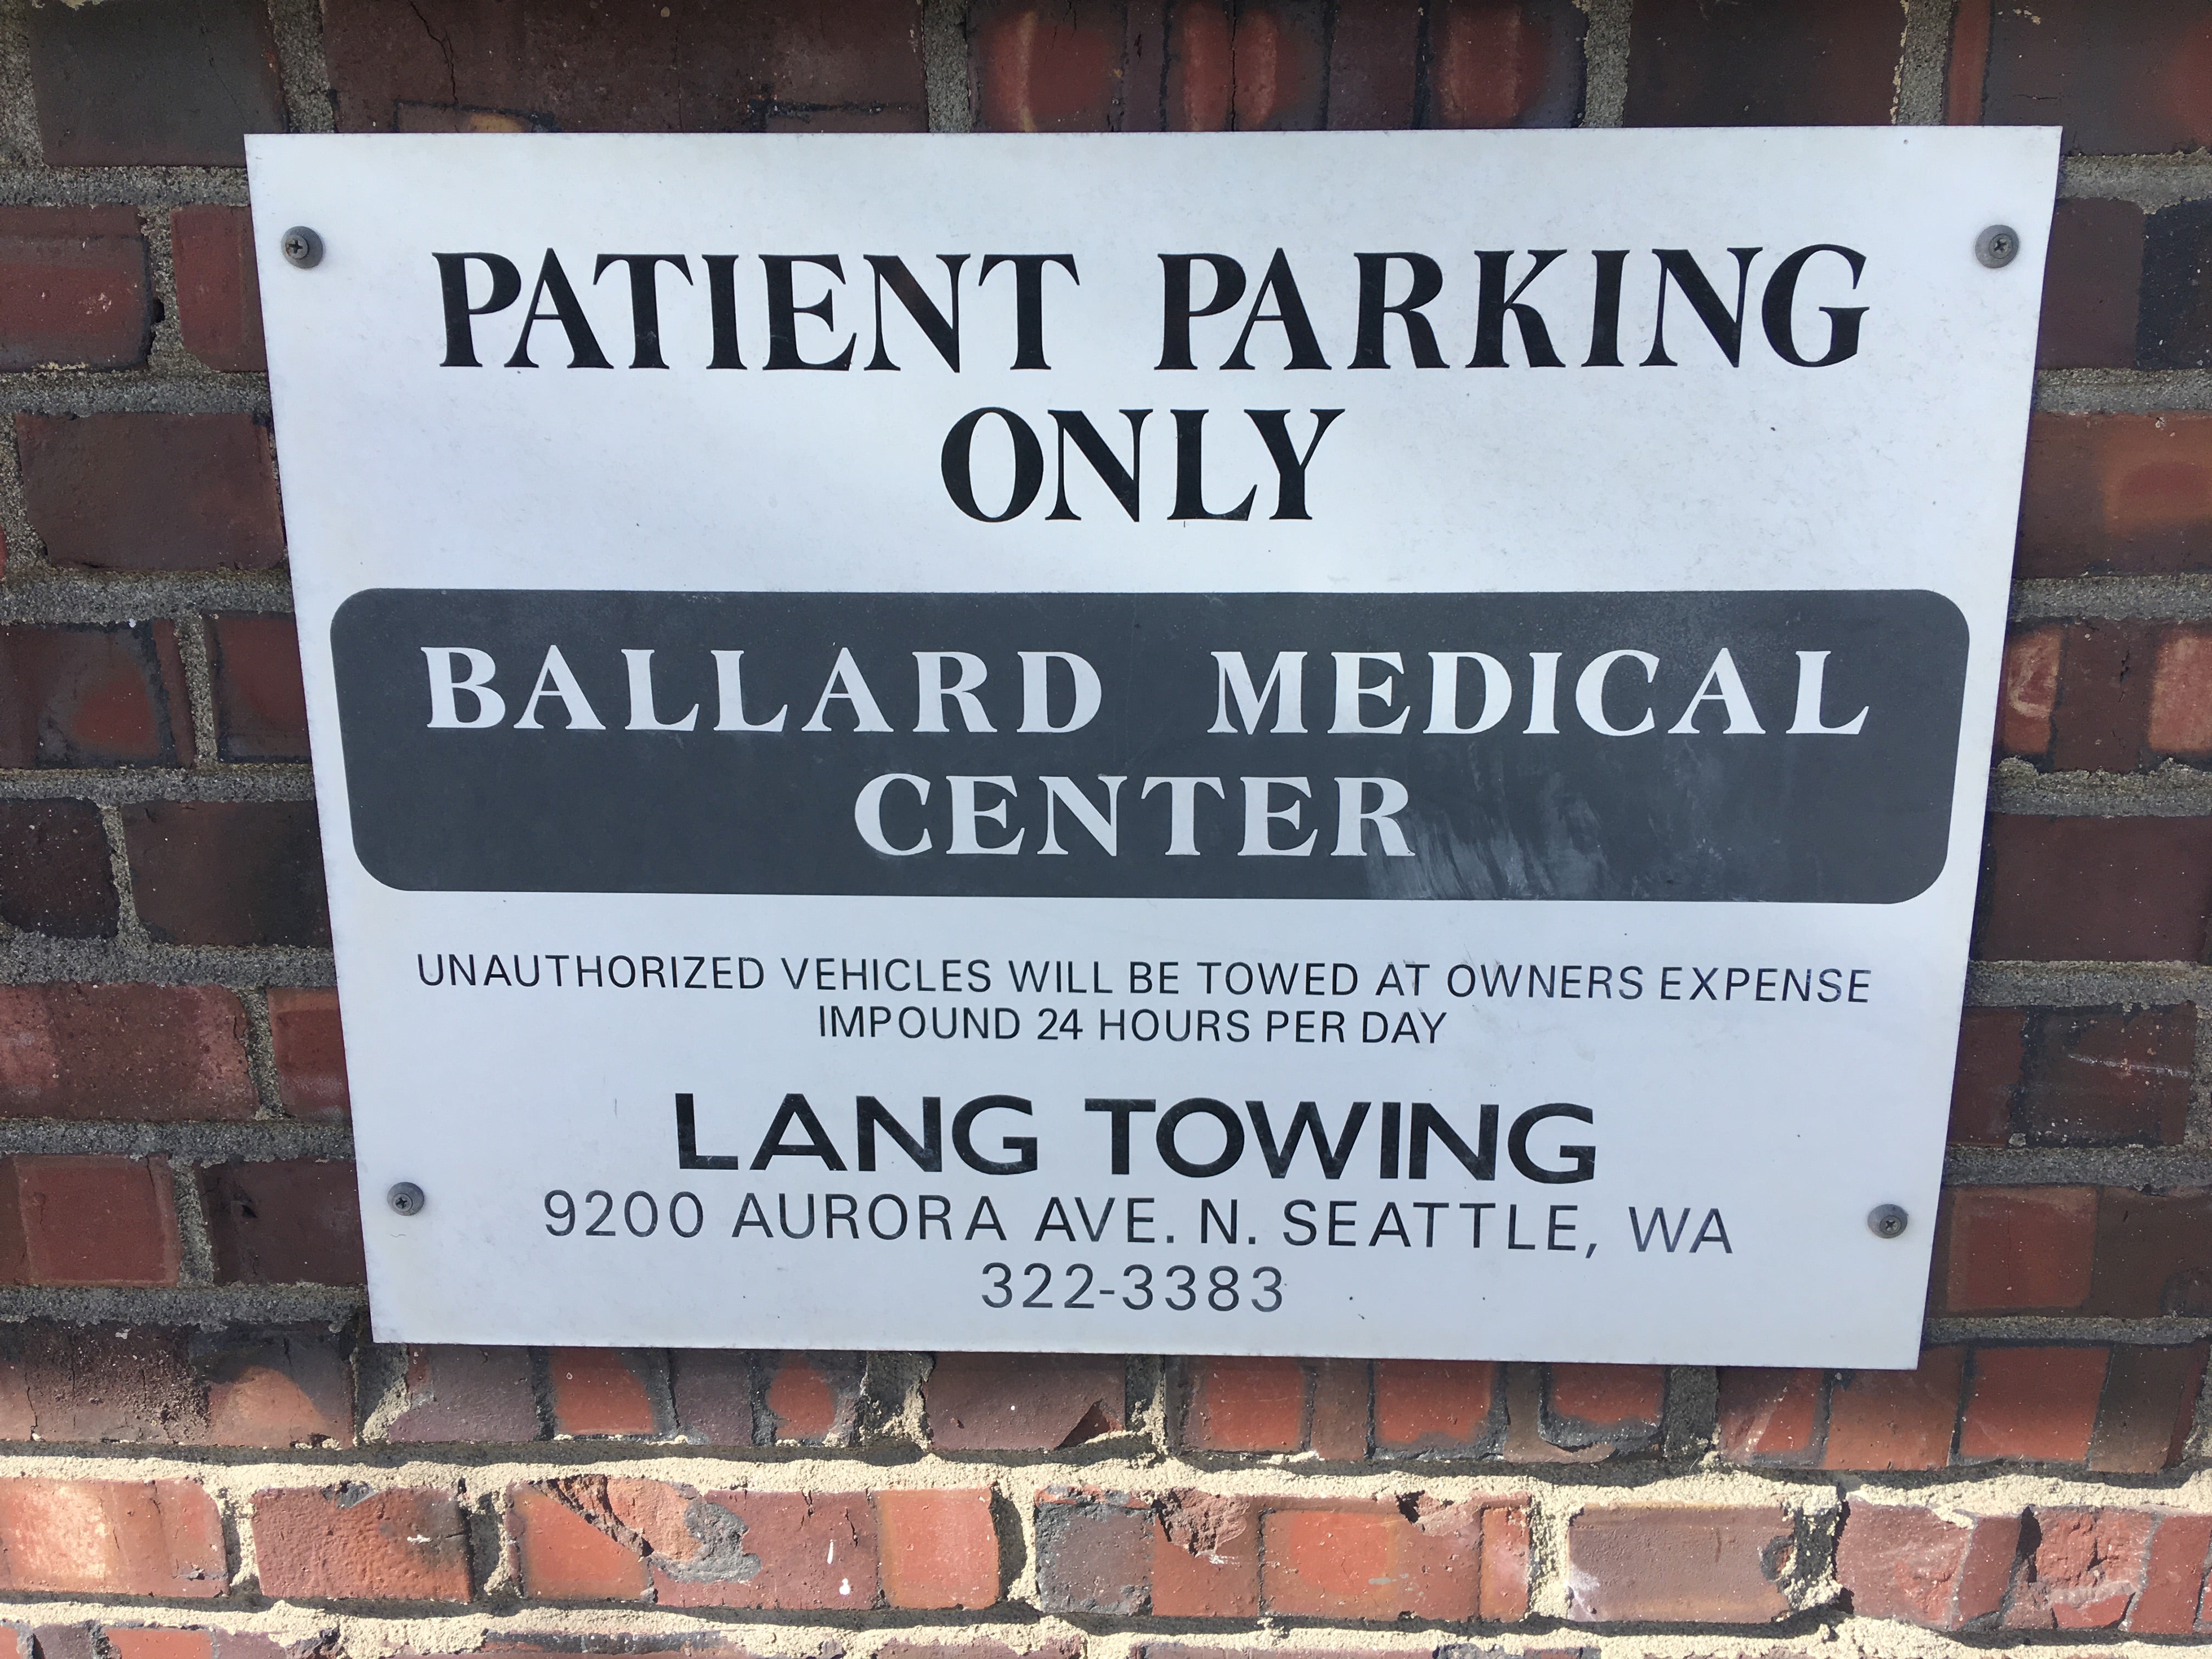 PATIENT PARKING
ONLY
BALLARD MEDICAL
CENTER
UNAUTHORIZED VEHICLES WILL BE TOWED AT OWNERS EXPENSE
IMPOUND 24 HOURS PER DAY
LANG TOWING
9200 AURORA AVE. N. SEATTLE, WA
322-3383